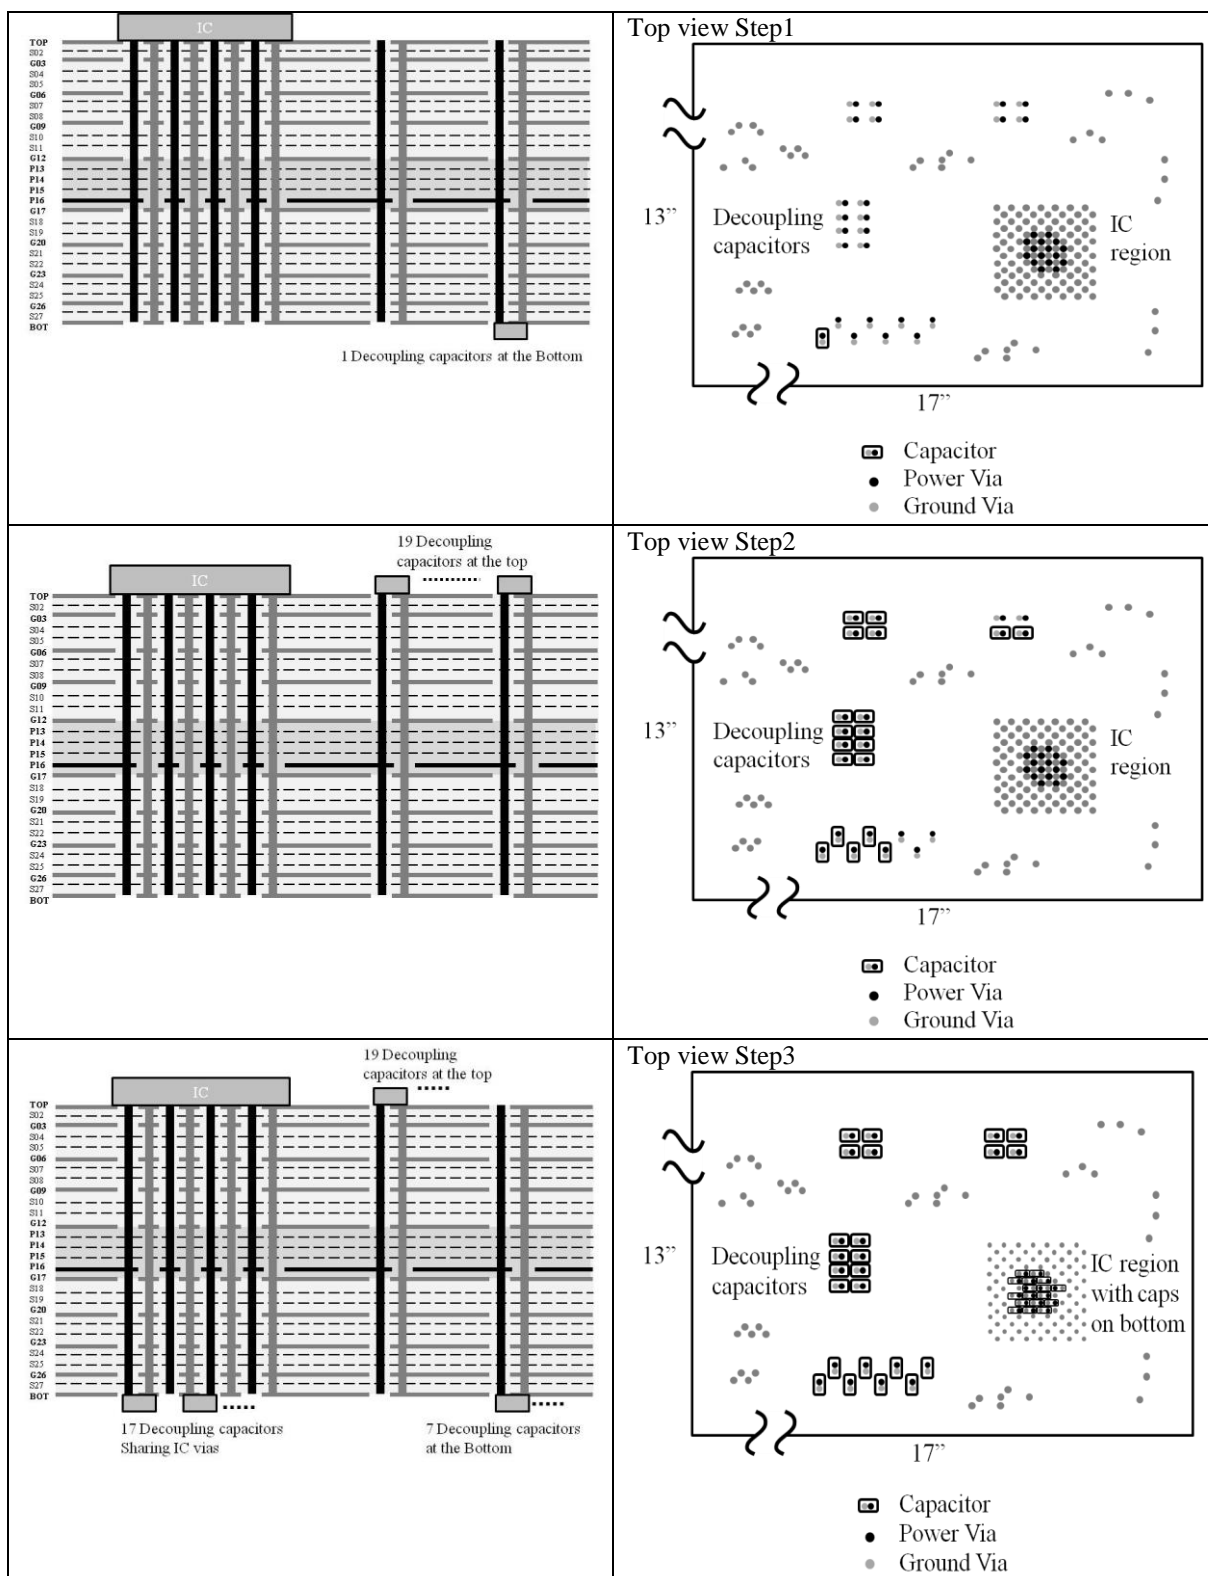 IC
TOP
S02
G03
S04
S05
G06
S07
S08
G09
S10
S11
G12
P13
P14
P15
P16
G17
S18
S19
G20
S21
S22
G23
S24
S25
G26
S27
BOT
1 Decoupling capacitors at the Bottom
Top view Step1
13”
Decoupling
capacitors
IC
region
17”
Capacitor
Power Via
Ground Via
19 Decoupling
capacitors at the top
IC
TOP
S02
G03
S04
S05
G06
S07
S08
G09
S10
S11
G12
P13
P14
P15
P16
G17
S18
S19
G20
S21
S22
G23
S24
S25
G26
S27
BOT
Top view Step2
13”
Decoupling
capacitors
IC
region
17”
Capacitor
Power Via
Ground Via
19 Decoupling
capacitors at the top
IC
TOP
S02
G03
S04
S05
G06
S07
S08
G09
S10
S11
G12
P13
P14
P15
P16
G17
S18
S19
G20
S21
S22
G23
S24
S25
G26
S27
BOT
17 Decoupling capacitors
Sharing IC vias
7 Decoupling capacitors
at the Bottom
Top view Step3
13”
Decoupling
capacitors
IC region
with caps
on bottom
17”
Capacitor
Power Via
Ground Via